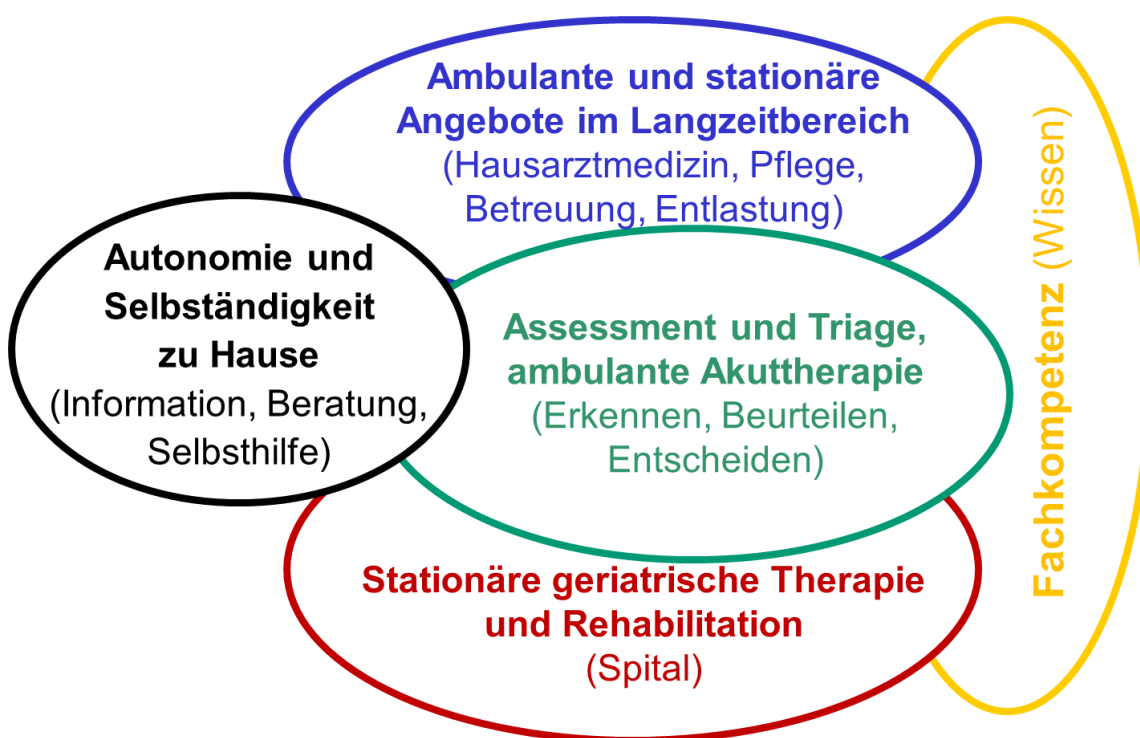 Ambulante und stationäre
Angebote im Langzeitbereich
(Hausarztmedizin, Pflege,
Betreuung, Entlastung)
Autonomie und
Selbständigkeit
zu Hause
(Information, Beratung,
Selbsthilfe)
Assessment und Triage,
ambulante Akuttherapie
(Erkennen, Beurteilen,
Entscheiden)
Stationäre geriatrische Therapie
und Rehabilitation
(Spital)
Fachkompetenz (Wissen)